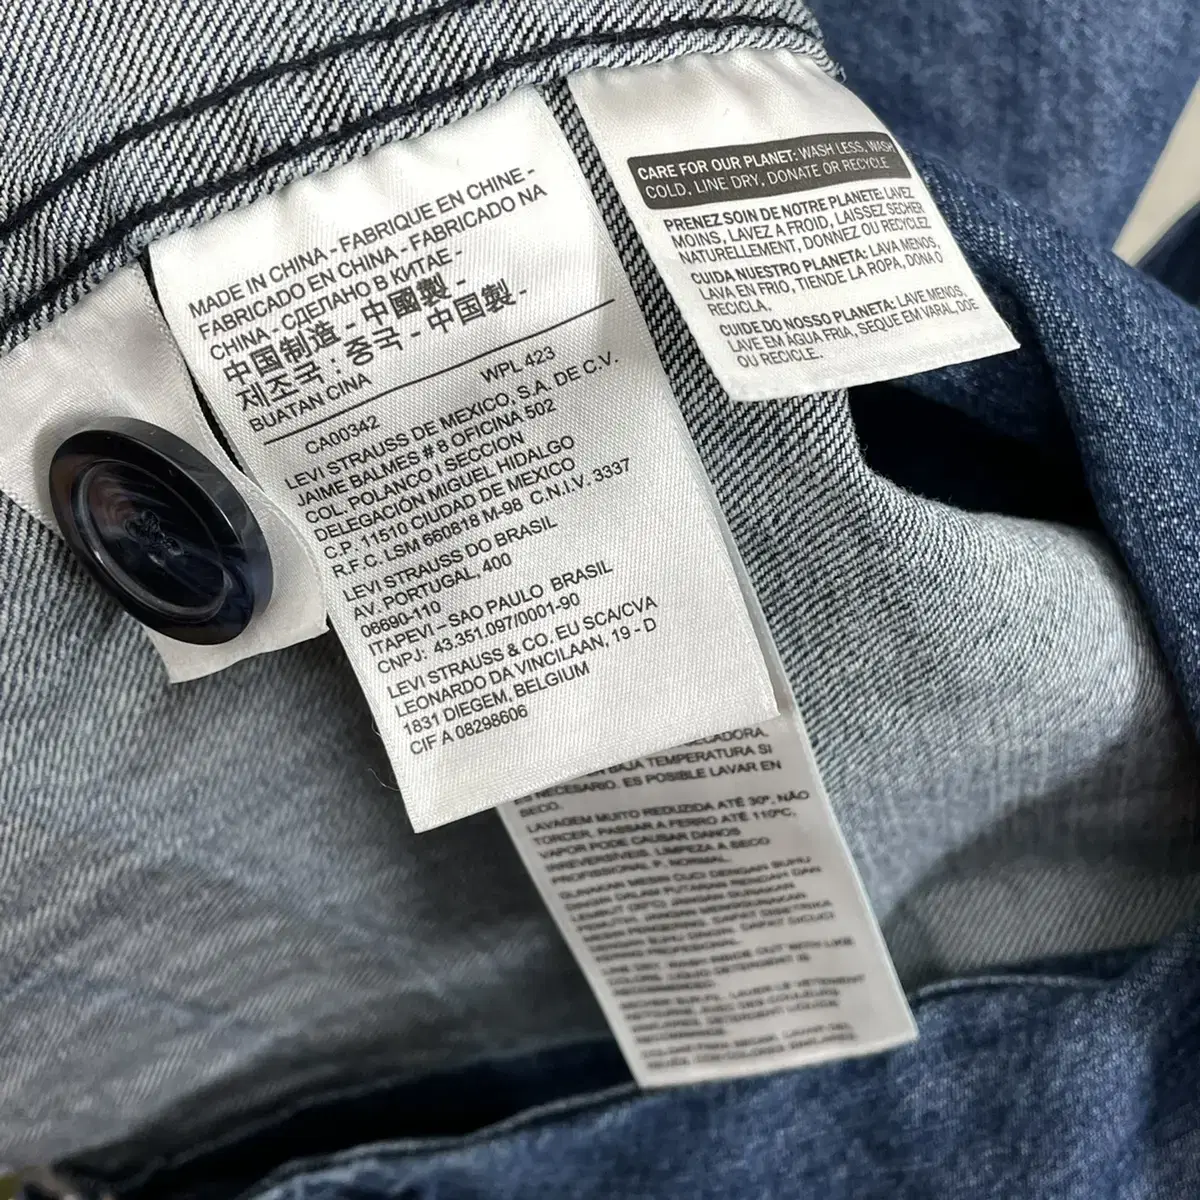 MADE IN CHINA - FABRIQUE EN CHINE -
FABRICADO EN CHINA - FABRICADO NA
CHINA - СДЕЛАНО В КИТАЕ -
中国制造 - 中國製 -
제조국 : 중국 - 中国製 -
BUATAN CINA
WPL 423
CA00342
LEVI STRAUSS DE MEXICO, S.A. DE C.V.
JAIME BALMES # 8 OFICINA 502
COL. POLANCO I SECCION
DELEGACIÓN MIGUEL HIDALGO
C.P. 11510 CIUDAD DE MEXICO
R.F.C. LSM 660818 M-98 C.N.I.V. 3337
LEVI STRAUSS DO BRASIL
AV. PORTUGAL, 400
06690-110
ITAPEVI – SAO PAULO BRASIL
CNPJ: 43.351.097/0001-90
LEVI STRAUSS & CO. EU SCA/CVA
LEONARDO DA VINCILAAN, 19 - D
1831 DIEGEM, BELGIUM
CIF A 08298606
CARE FOR OUR PLANET: WASH LESS, WASH
COLD, LINE DRY, DONATE OR RECYCLE.
PRENEZ SOIN DE NOTRE PLANETE: LAVEZ
MOINS, LAVEZ A FROID, LAISSEZ SECHER
NATURELLEMENT, DONNEZ OU RECYCLEZ
CUIDA NUESTRO PLANETA: LAVA MENOS,
LAVA EN FRIO, TIENDE LA ROPA, DONA O
RECICLA.
CUIDE DO NOSSO PLANETA: LAVE MENOS,
LAVE EM ÁGUA FRIA, SEQUE EM VARAL, DOE
OU RECICLE.
BAJA TEMPERATURA SI
ES NECESARIO. ES POSIBLE LAVAR EN
SECO.
LAVAGEM MUITO REDUZIDA ATÉ 30º, NÃO
TORCER, PASSAR A FERRO ATÉ 110ºC,
VAPOR PODE CAUSAR DANOS
IRREVERSÍVEIS, LIMPEZA A SECO
PROFISSIONAL P, NORMAL.